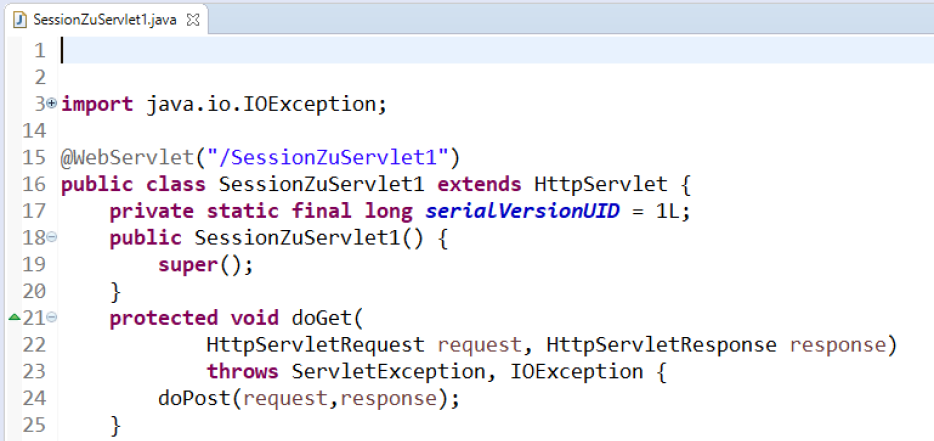 SessionZuServlet1.java
1
2
3 import java.io.IOException;
14
15 @WebServlet("/SessionZuServlet1")
16 public class SessionZuServlet1 extends HttpServlet {
17     private static final long serialVersionUID = 1L;
18     public SessionZuServlet1() {
19         super();
20     }
21     protected void doGet(
22             HttpServletRequest request, HttpServletResponse response)
23             throws ServletException, IOException {
24         doPost(request,response);
25     }